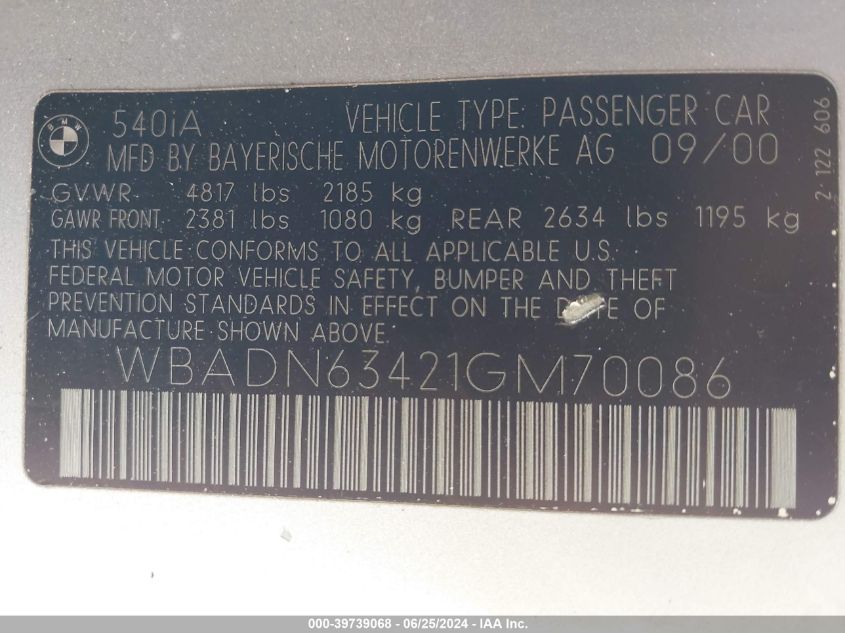 BMW
540iA VEHICLE TYPE: PASSENGER CAR
MFD BY BAYERISCHE MOTORENWERKE AG 09/00
GVWR 4817 lbs 2185 kg
GAWR FRONT 2381 lbs 1080 kg REAR 2634 lbs 1195 kg
THIS VEHICLE CONFORMS TO ALL APPLICABLE U.S.
FEDERAL MOTOR VEHICLE SAFETY, BUMPER AND THEFT
PREVENTION STANDARDS IN EFFECT ON THE OF
MANUFACTURE SHOWN ABOVE.
WBADN63421GM70086
2 122 606
000-39739068 - 06/25/2024 - IAA Inc.